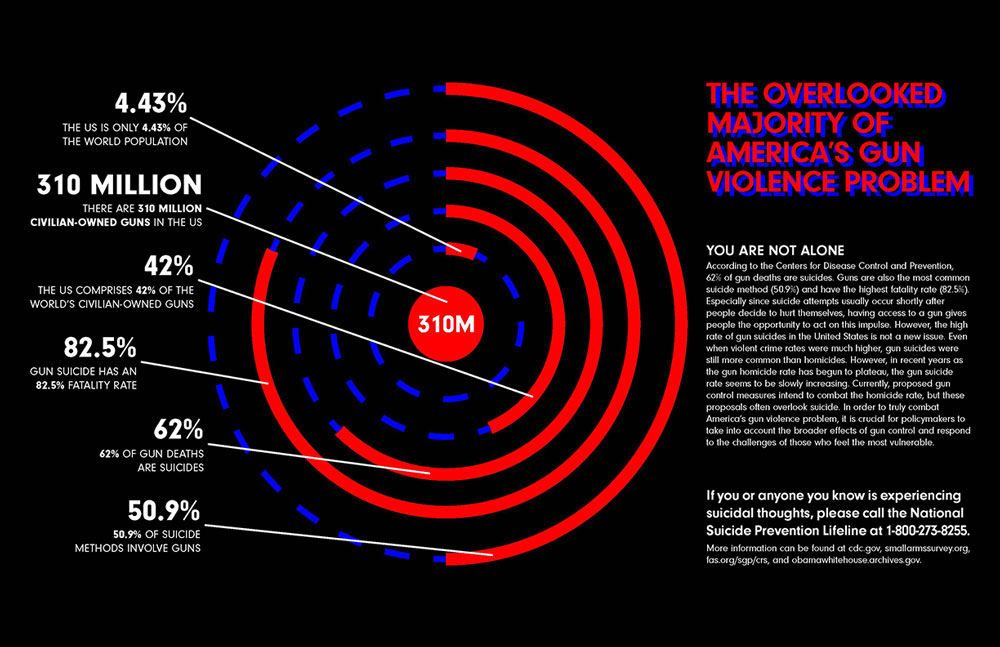 4.43%
THE US IS ONLY 4.43% OF
THE WORLD POPULATION
310 MILLION
THERE ARE 310 MILLION
CIVILIAN-OWNED GUNS IN THE US
42%
THE US COMPRISES 42% OF THE
WORLD'S CIVILIAN-OWNED GUNS
82.5%
GUN SUICIDE HAS AN
82.5% FATALITY RATE
62%
62% OF GUN DEATHS
ARE SUICIDES
50.9%
50.9% OF SUICIDE
METHODS INVOLVE GUNS
310M
THE OVERLOOKED
MAJORITY OF
AMERICA'S GUN
VIOLENCE PROBLEM
YOU ARE NOT ALONE
According to the Centers for Disease Control and Prevention,
62% of gun deaths are suicides. Guns are also the most common
suicide method (50.9%) and have the highest fatality rate (82.5%).
Especially since suicide attempts usually occur shortly after
people decide to hurt themselves, having access to a gun gives
people the opportunity to act on this impulse. However, the high
rate of gun suicides in the United States is not a new issue. Even
when violent crime rates were much higher, gun suicides were
still more common than homicides. However, in recent years as
the gun homicide rate has begun to plateau, the gun suicide
rate seems to be slowly increasing. Currently, proposed gun
control measures intend to combat the homicide rate, but these
proposals often overlook suicide. In order to truly combat
America's gun violence problem, it is crucial for policymakers to
take into account the broader effects of gun control and respond
to the challenges of those who feel the most vulnerable.
If you or anyone you know is experiencing
suicidal thoughts, please call the National
Suicide Prevention Lifeline at 1-800-273-8255.
More information can be found at cdc.gov, smallarmssurvey.org,
fas.org/sgp/crs, and obamawhitehouse.archives.gov.